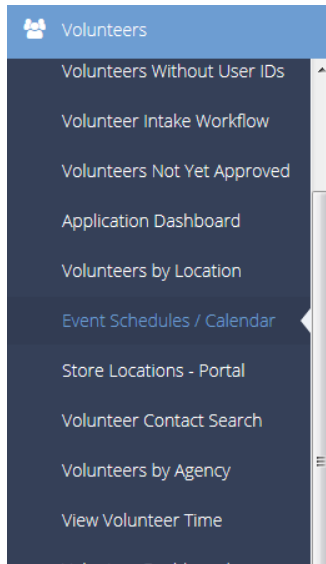 Volunteers
Volunteers Without User IDs
Volunteer Intake Workflow
Volunteers Not Yet Approved
Application Dashboard
Volunteers by Location
Event Schedules / Calendar
Store Locations - Portal
Volunteer Contact Search
Volunteers by Agency
View Volunteer Time